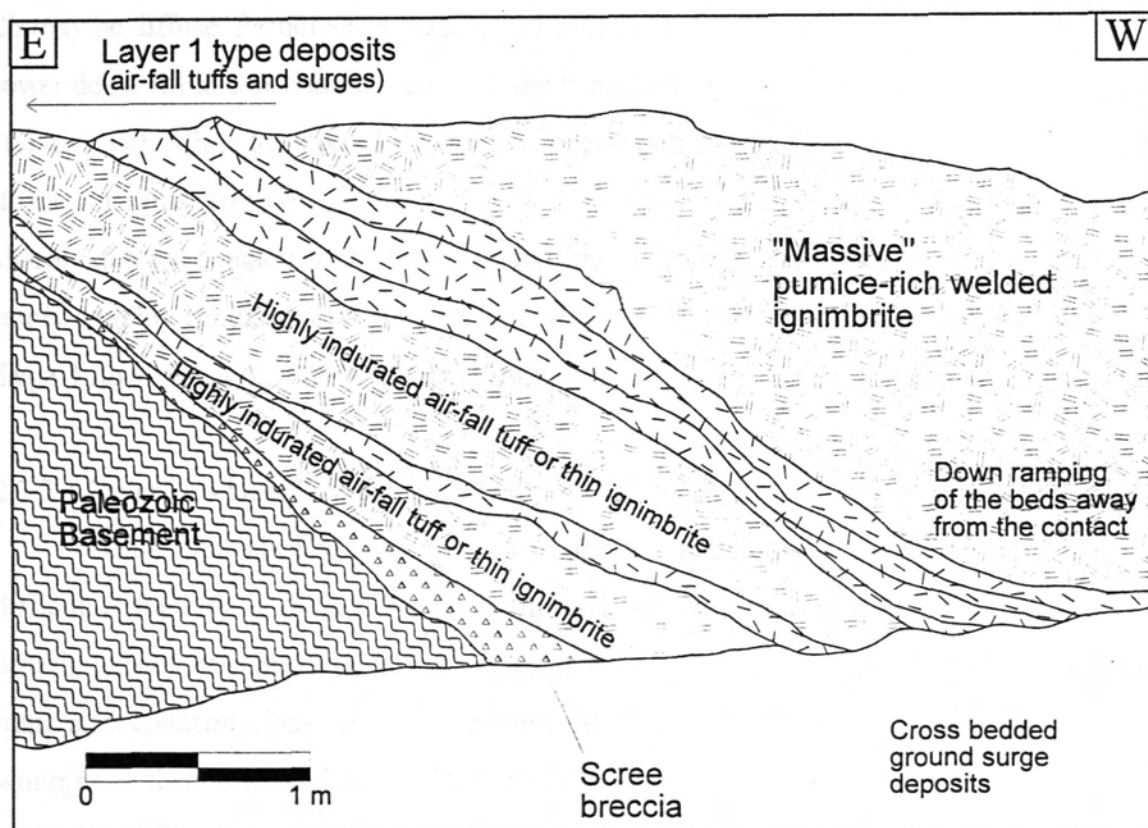 E
W
Layer 1 type deposits
(air-fall tuffs and surges)
"Massive"
pumice-rich welded
ignimbrite
Highly indurated air-fall tuff or thin ignimbrite
Highly indurated air-fall tuff or thin ignimbrite
Paleozoic
Basement
Down ramping
of the beds away
from the contact
Cross bedded
ground surge
deposits
Scree
breccia
0
1 m